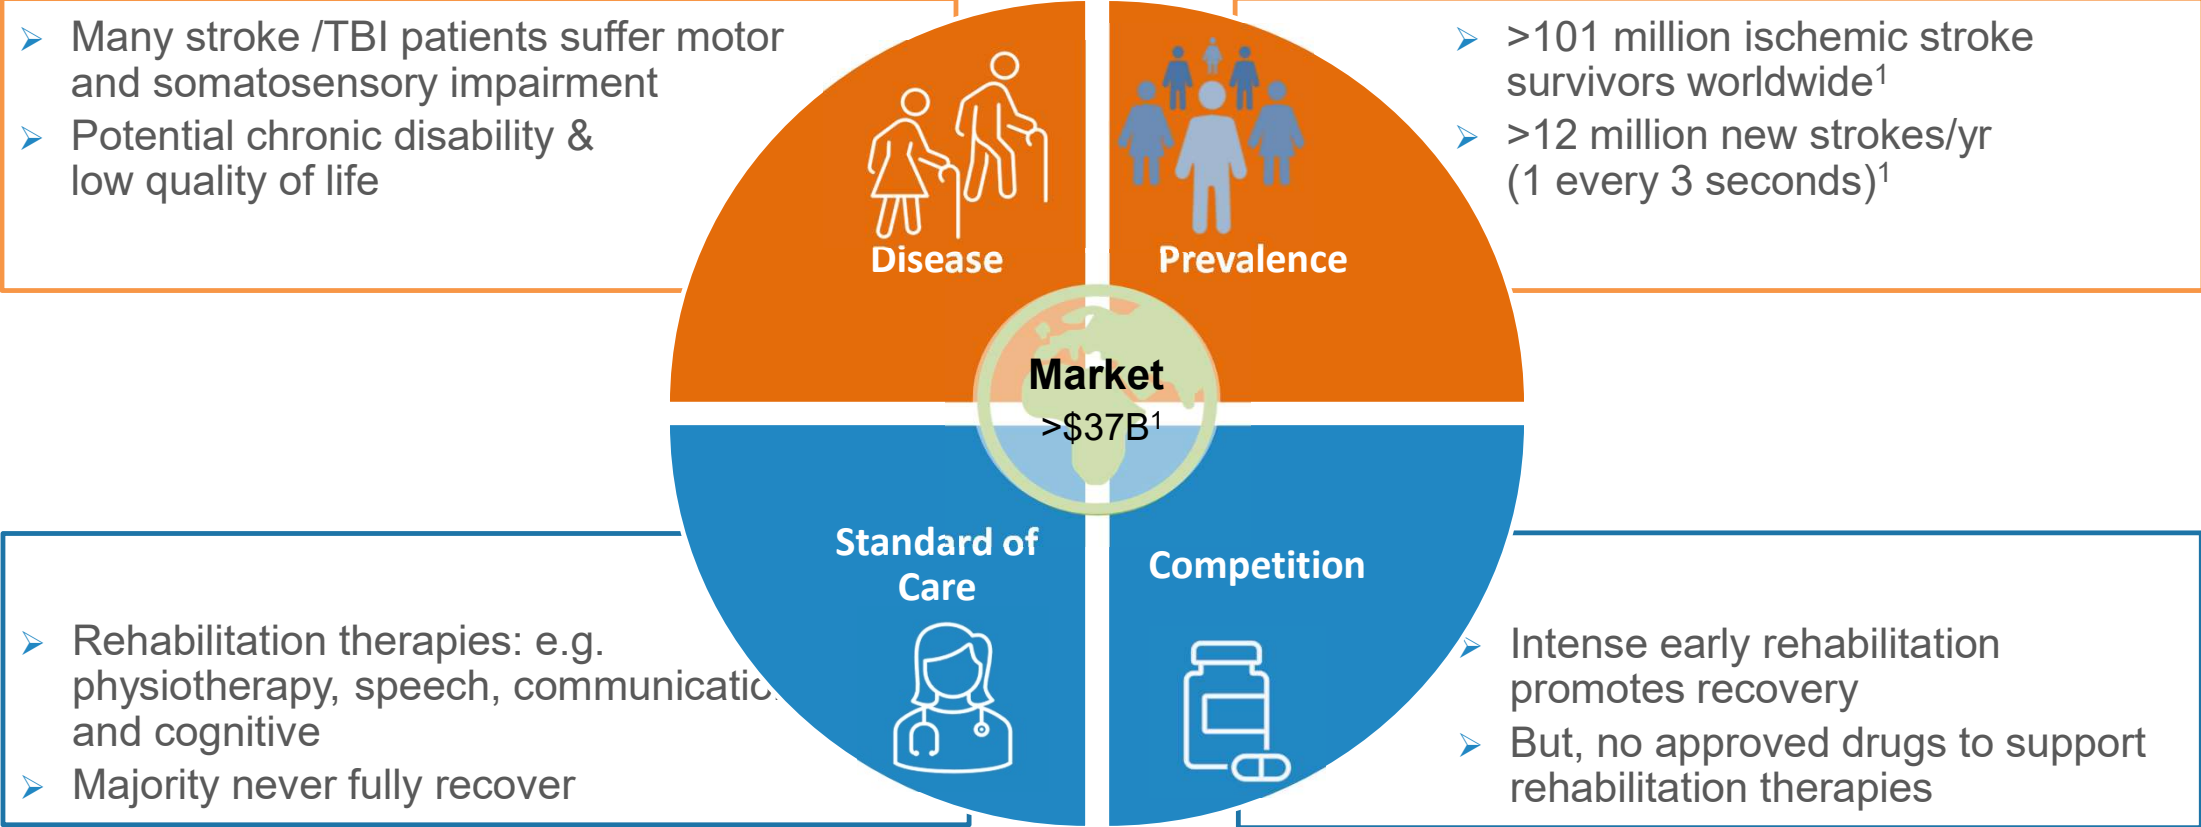 Many stroke /TBI patients suffer motor
and somatosensory impairment
Potential chronic disability &
low quality of life
Disease
Prevalence
>101 million ischemic stroke
survivors worldwide¹
>12 million new strokes/yr
(1 every 3 seconds)¹
Market
>$37B¹
Standard of
Care
Rehabilitation therapies: e.g.
physiotherapy, speech, communicatio
and cognitive
Majority never fully recover
Competition
Intense early rehabilitation
promotes recovery
But, no approved drugs to support
rehabilitation therapies